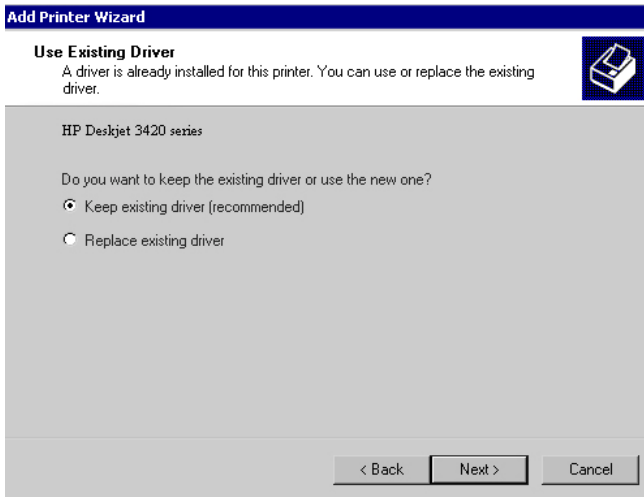 Add Printer Wizard
Use Existing Driver
A driver is already installed for this printer. You can use or replace the existing
driver.
HP Deskjet 3420 series
Do you want to keep the existing driver or use the new one?
Keep existing driver (recommended)
Replace existing driver
< Back Next > Cancel